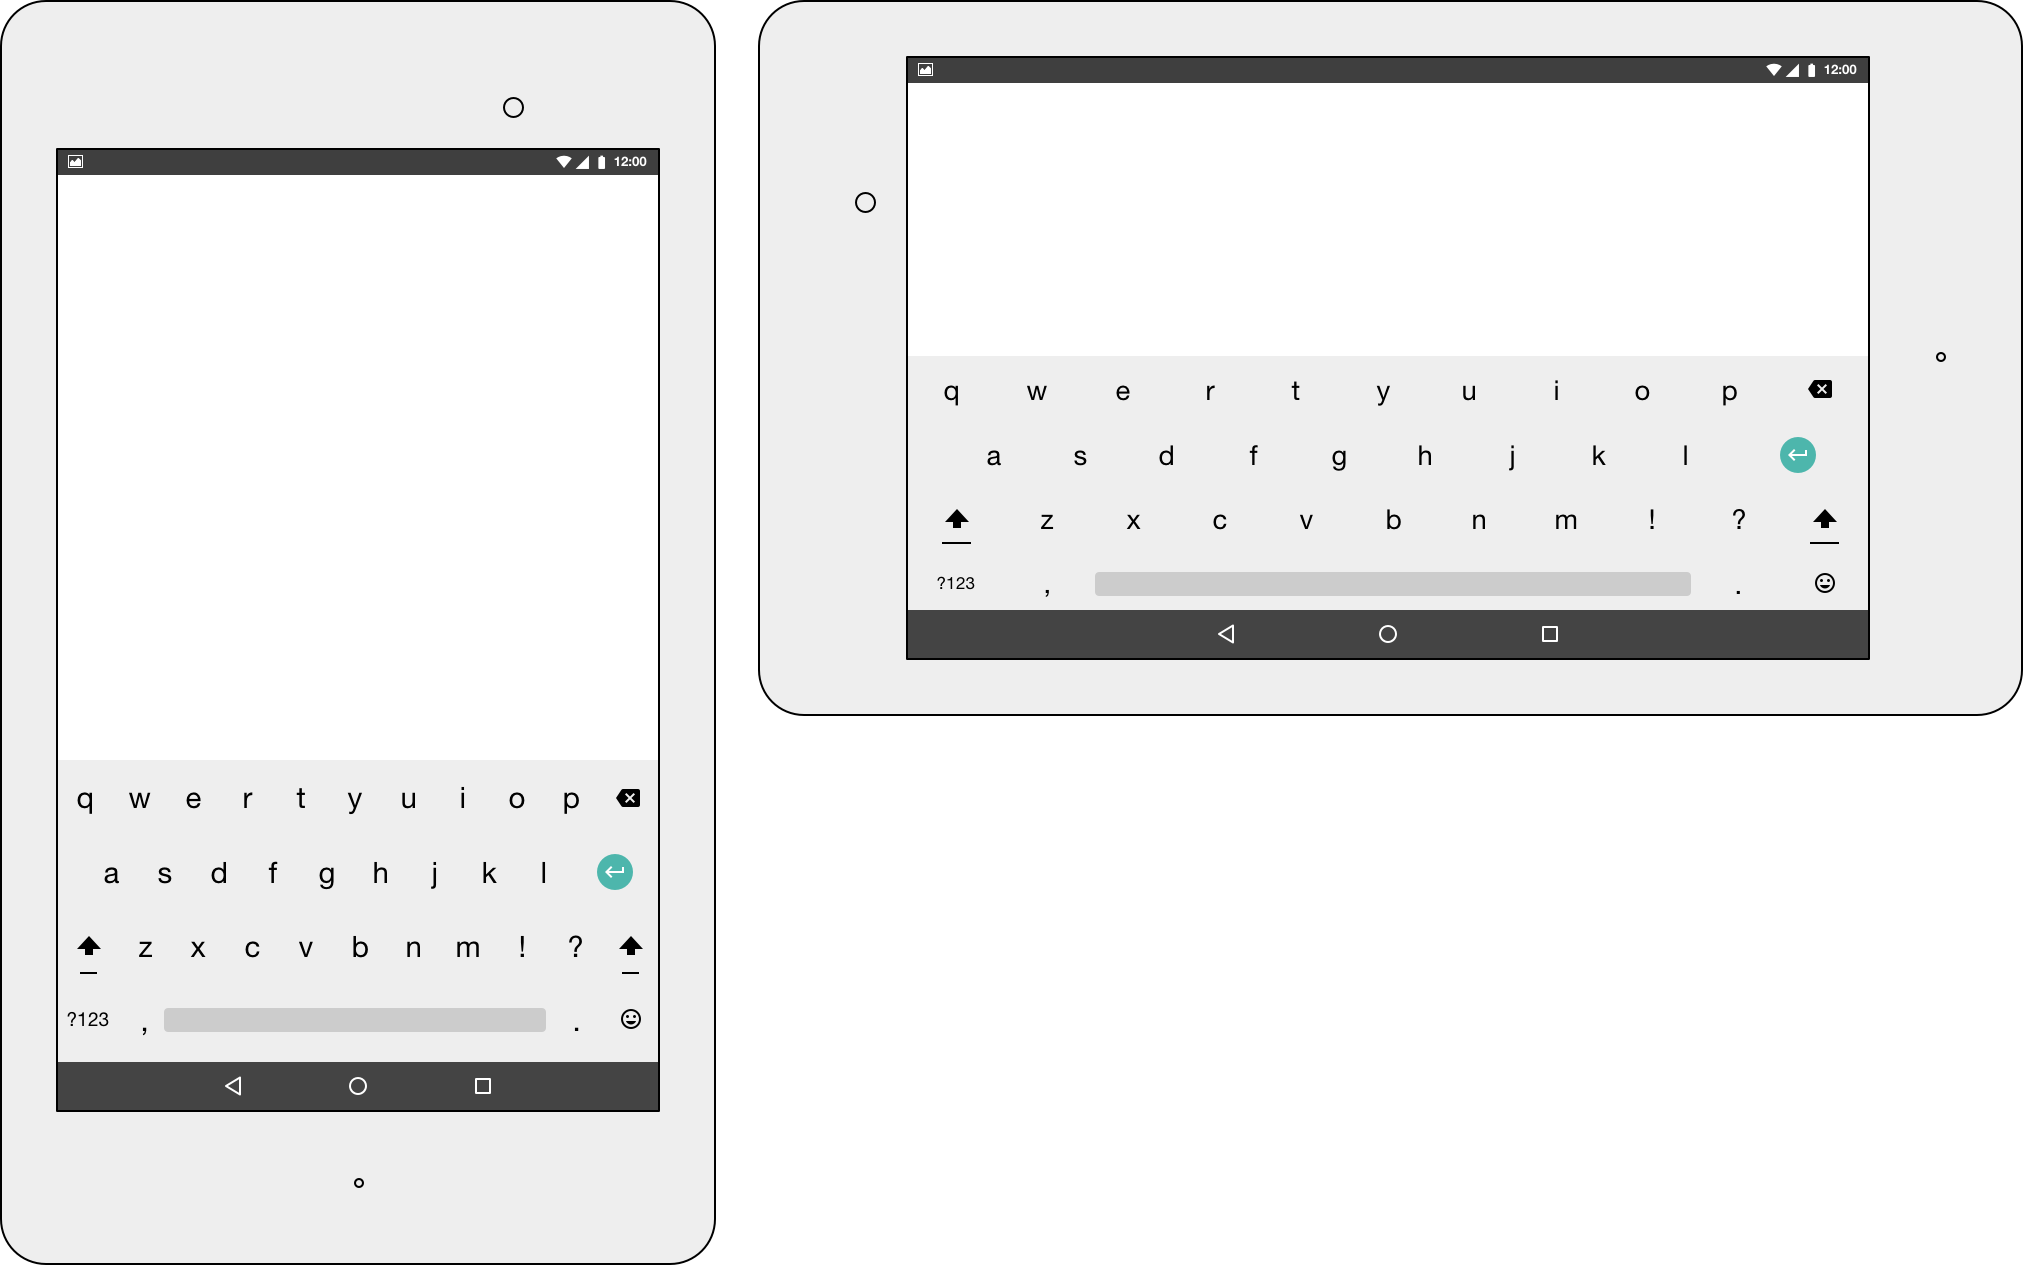 12:00
q w e r t y u i o p
a s d f g h j k l
z x c v b n m ! ?
?123 , .
12:00
q w e r t y u i o p
a s d f g h j k l
z x c v b n m ! ?
?123 , .